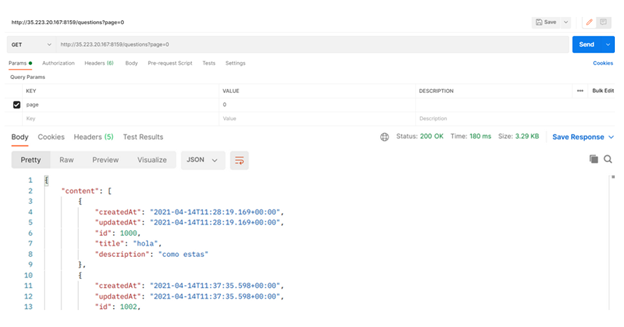 http://35.223.20.167:8159/questions?page=0 Save
GET http://35.223.20.167:8159/questions?page=0 Send
Params Authorization Headers (6) Body Pre-request Script Tests Settings Cookies
Query Params
KEY VALUE DESCRIPTION ••• Bulk Edit
page 0
Key Value Description
Body Cookies Headers (5) Test Results Status: 200 OK Time: 180 ms Size: 3.29 KB Save Response
Pretty Raw Preview Visualize JSON
1 {
2 "content": [
3 {
4 "createdAt": "2021-04-14T11:28:19.169+00:00",
5 "updatedAt": "2021-04-14T11:28:19.169+00:00",
6 "id": 1000,
7 "title": "hola",
8 "description": "como estas"
9 },
10 {
11 "createdAt": "2021-04-14T11:37:35.598+00:00",
12 "updatedAt": "2021-04-14T11:37:35.598+00:00",
13 "id": 1002,